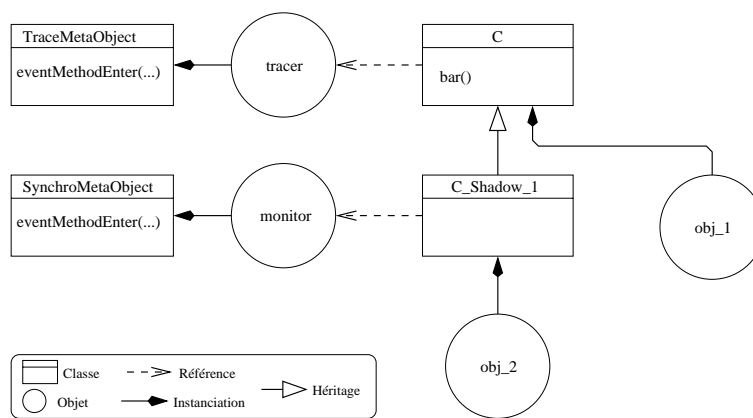 TraceMetaObject
eventMethodEnter(...)
tracer
C
bar()
SynchroMetaObject
eventMethodEnter(...)
monitor
C_Shadow_1
obj_1
obj_2
Classe
Référence
Héritage
Objet
Instanciation